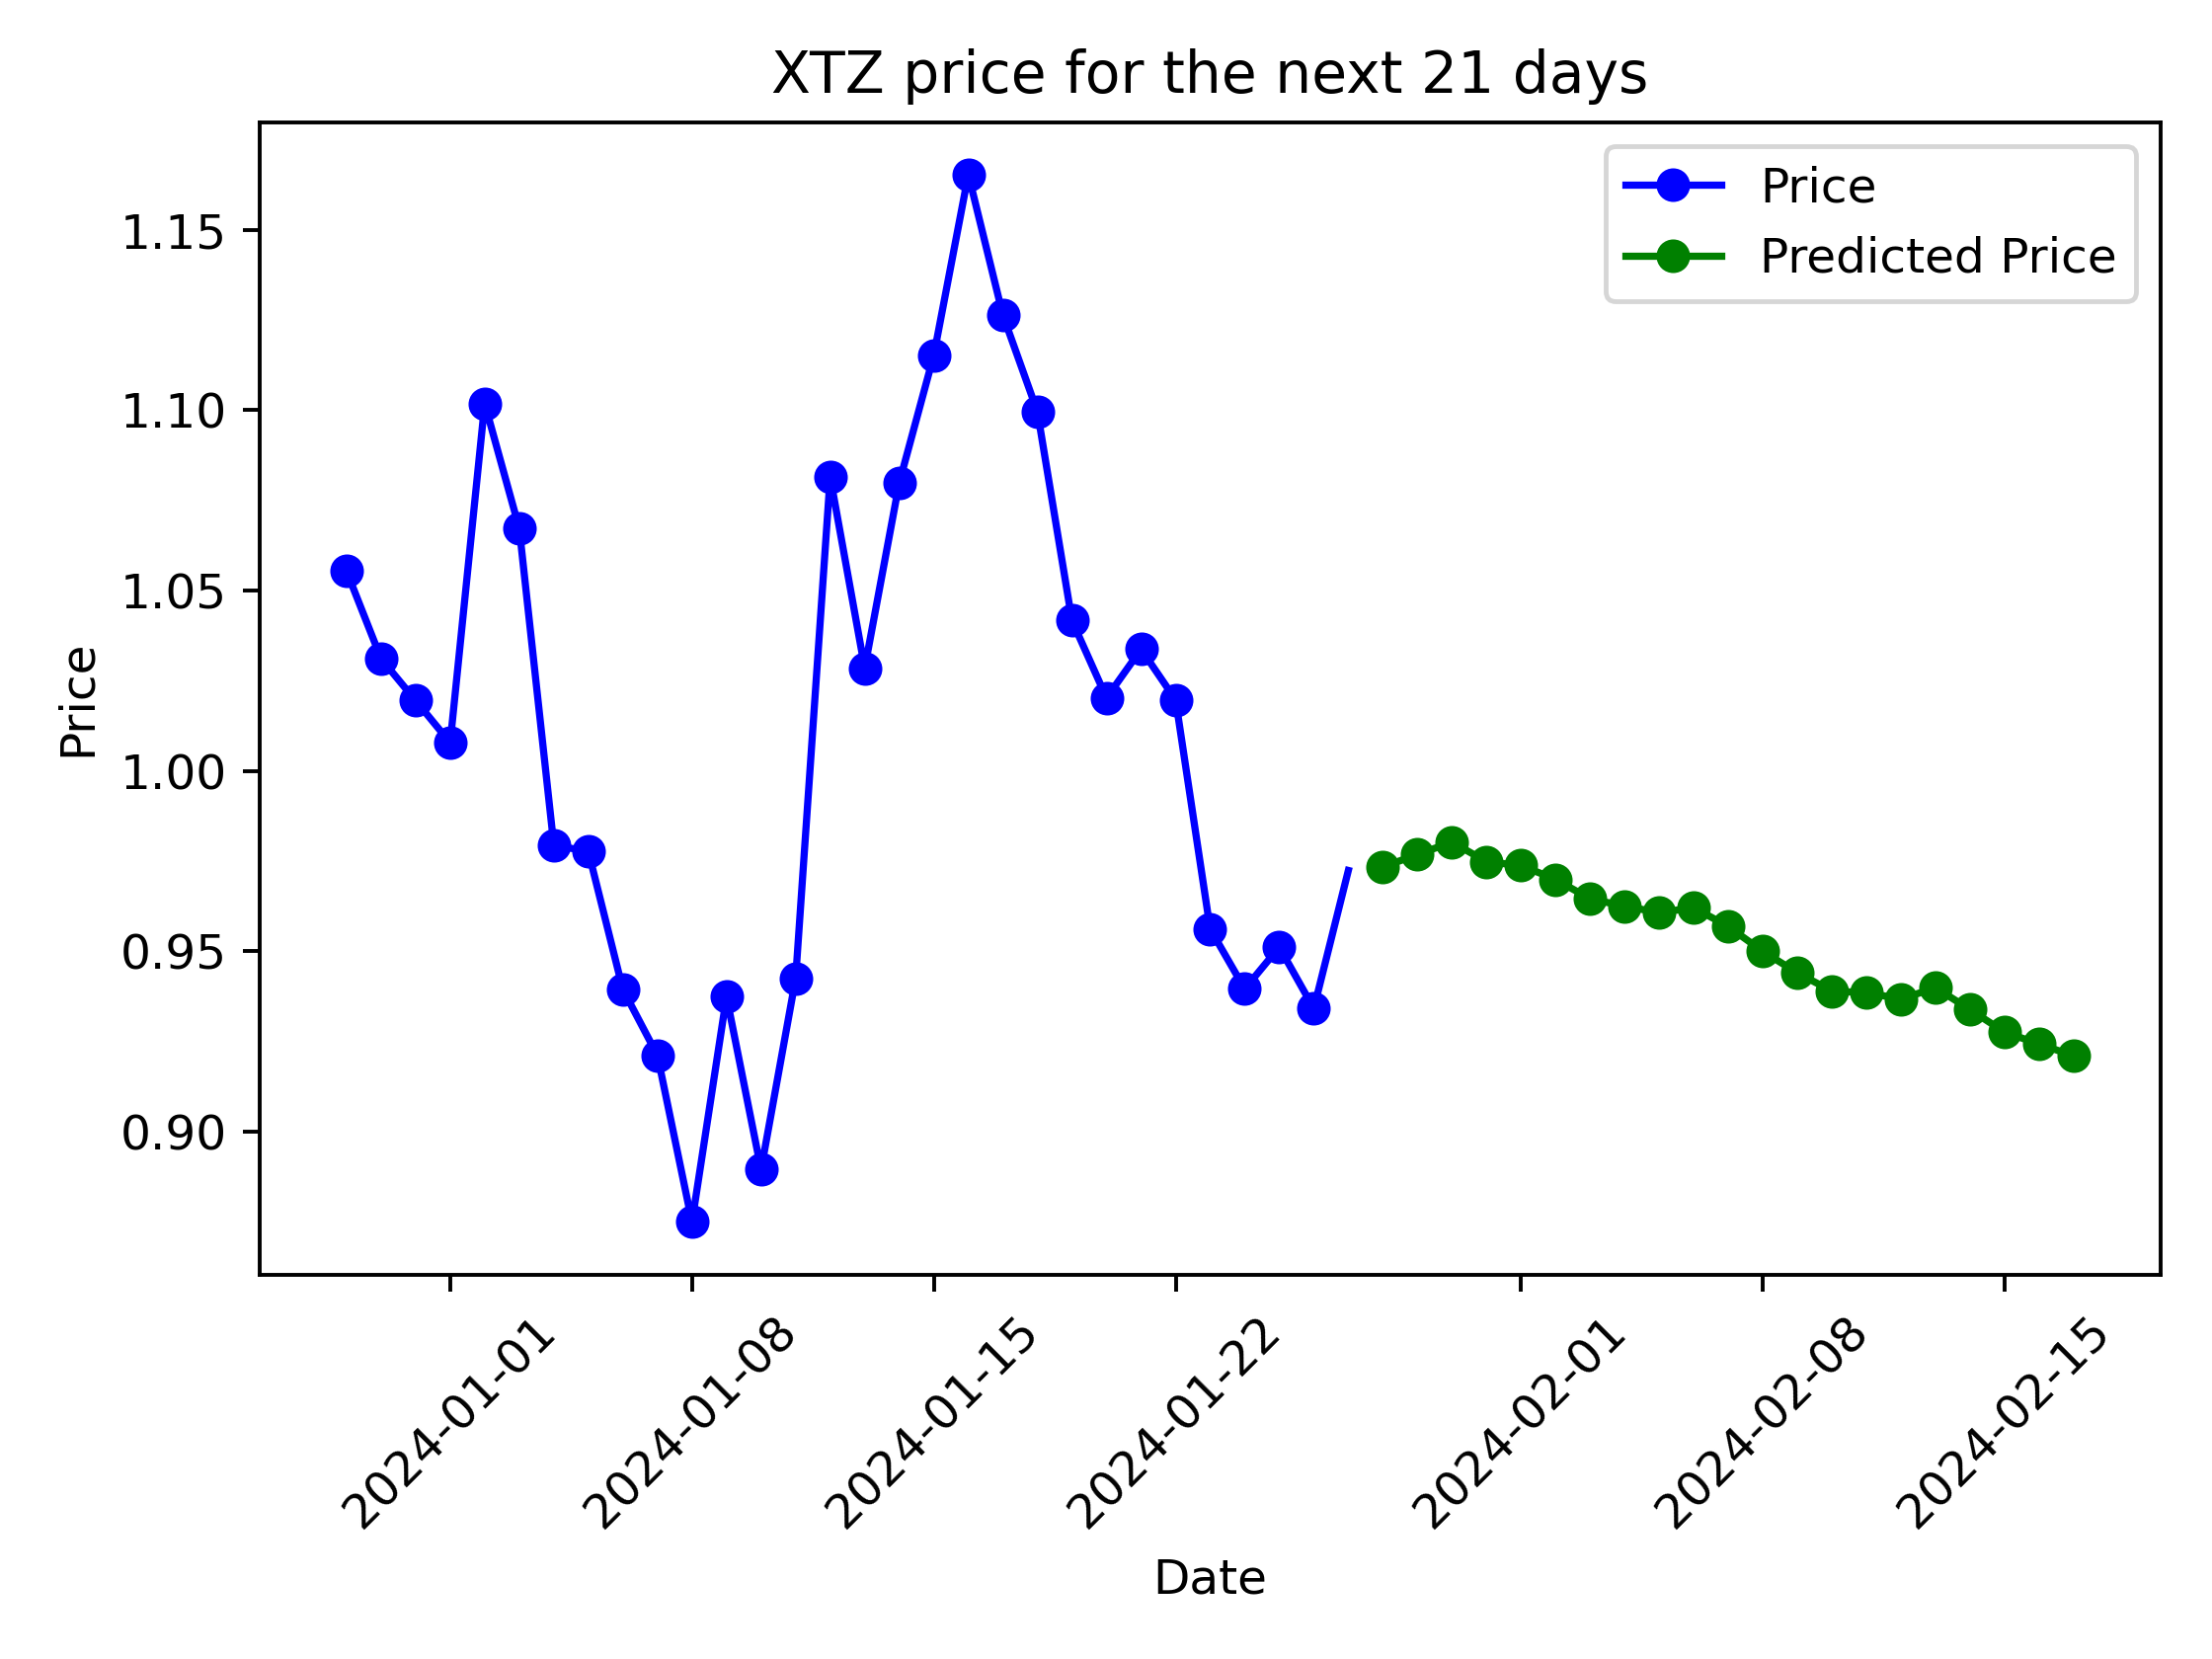 XTZ price for the next 21 days
Price
Predicted Price
1.15
1.10
1.05
1.00
0.95
0.90
Price
2024-01-01
2024-01-08
2024-01-15
2024-01-22
2024-02-01
2024-02-08
2024-02-15
Date